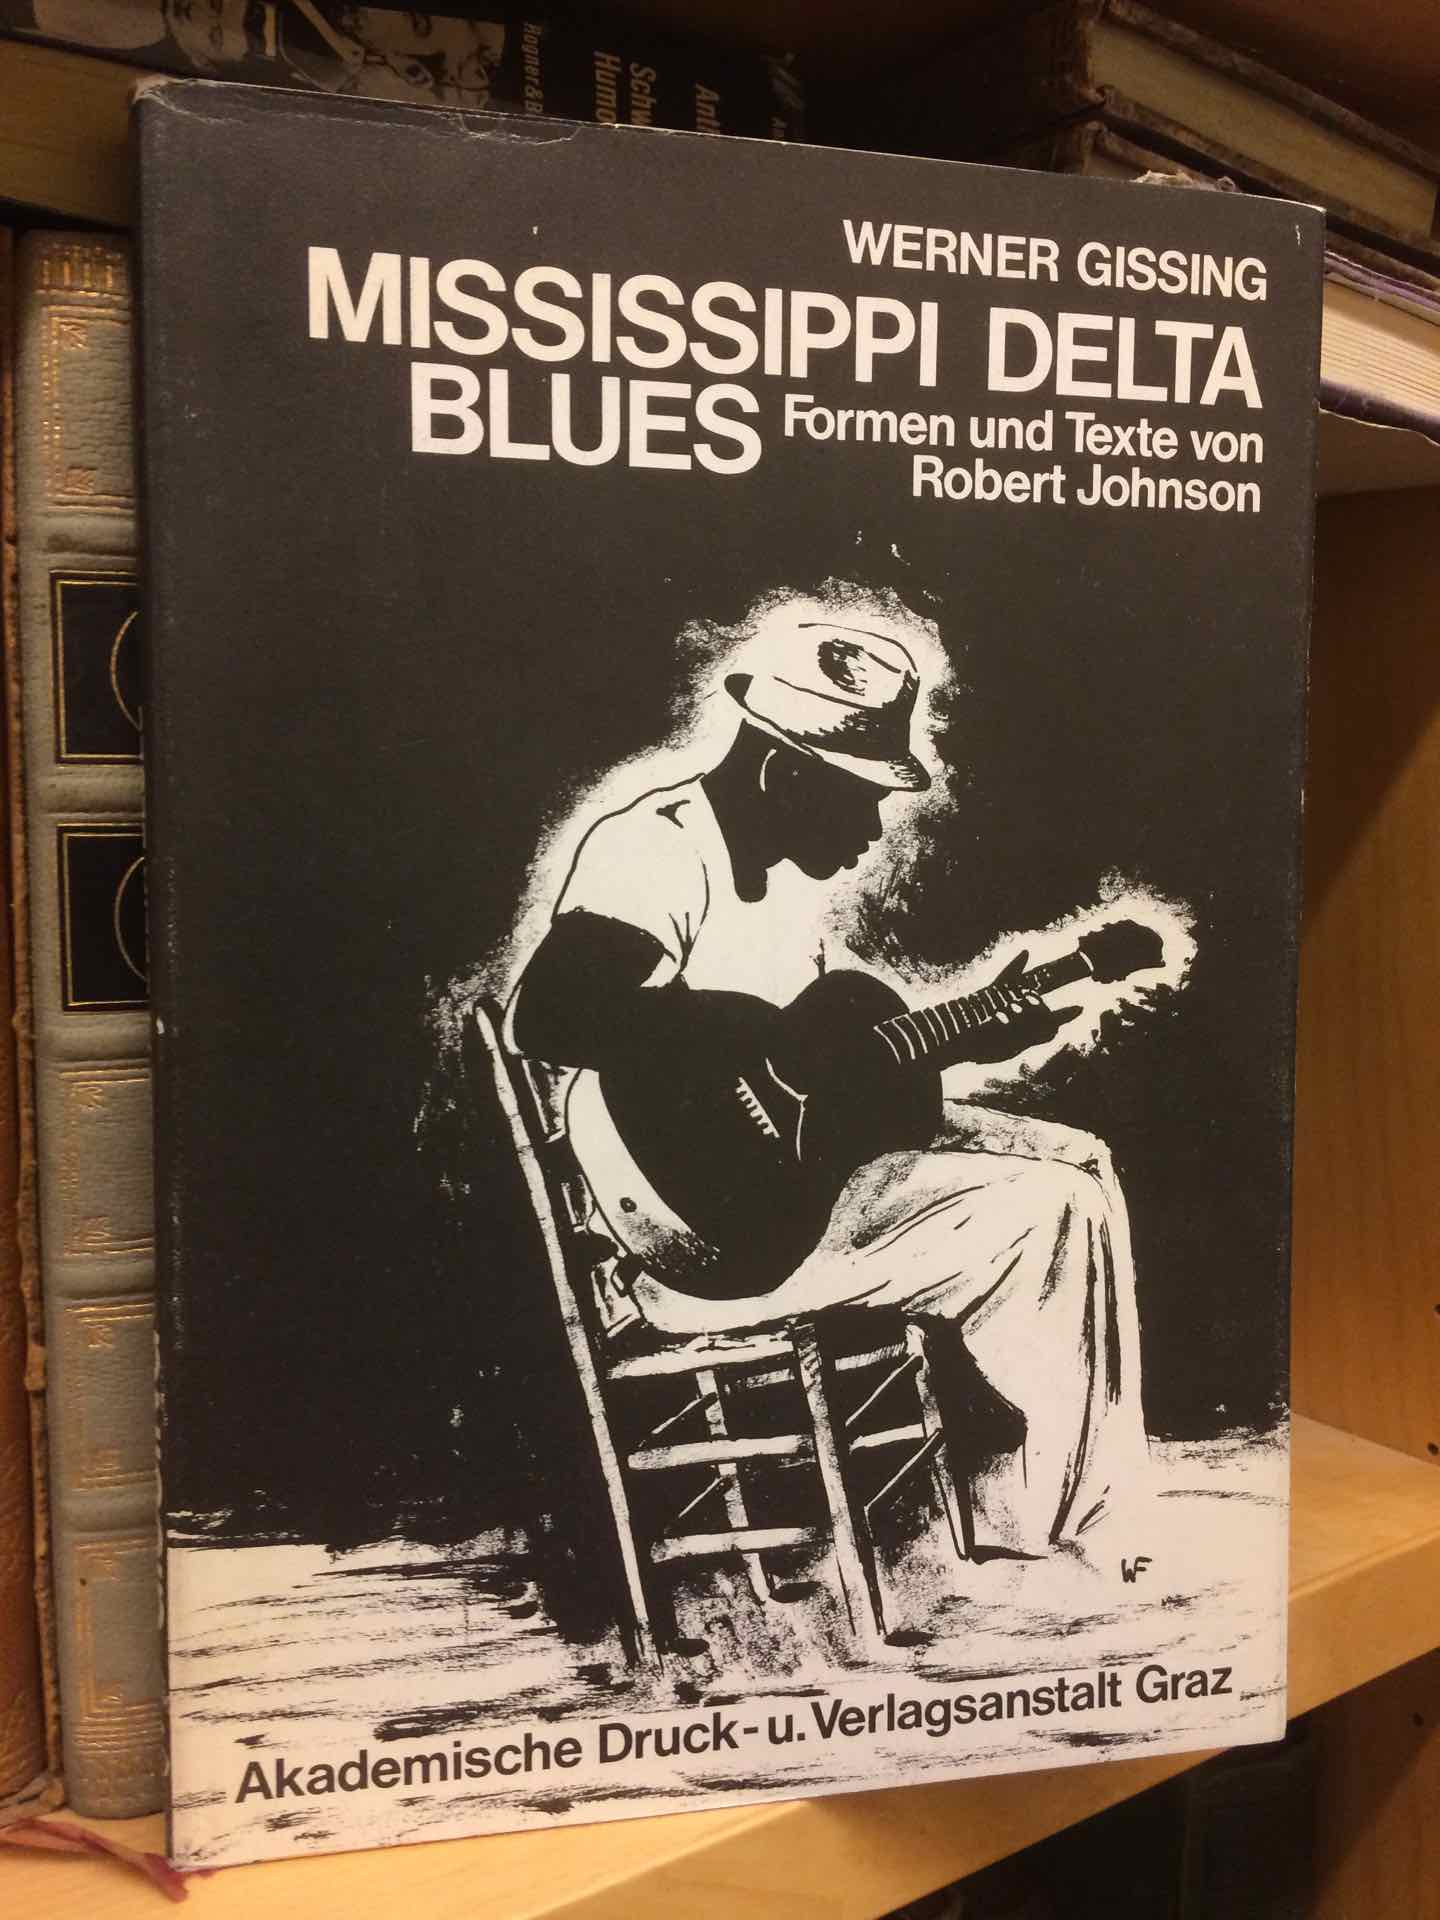 WERNER GISSING
MISSISSIPPI DELTA
BLUES Formen und Texte von
Robert Johnson
WF
Akademische Druck- u. Verlagsanstalt Graz